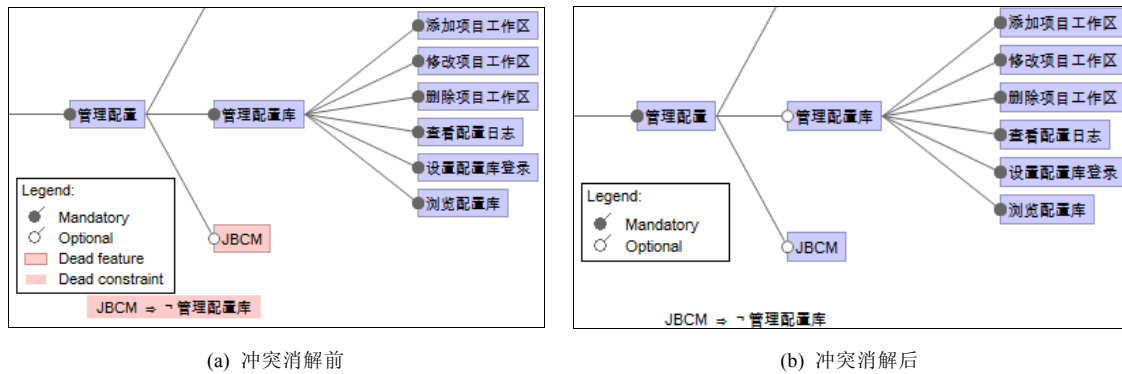 添加项目工作区
修改项目工作区
删除项目工作区
管理配置
管理配置库
查看配置日志
设置配置库登录
浏览配置库
Legend:
Mandatory
Optional
Dead feature
Dead constraint
JBCM
JBCM ⇒ ¬ 管理配置库
(a) 冲突消解前
添加项目工作区
修改项目工作区
删除项目工作区
管理配置
管理配置库
查看配置日志
设置配置库登录
浏览配置库
Legend:
Mandatory
Optional
JBCM
JBCM ⇒ ¬ 管理配置库
(b) 冲突消解后